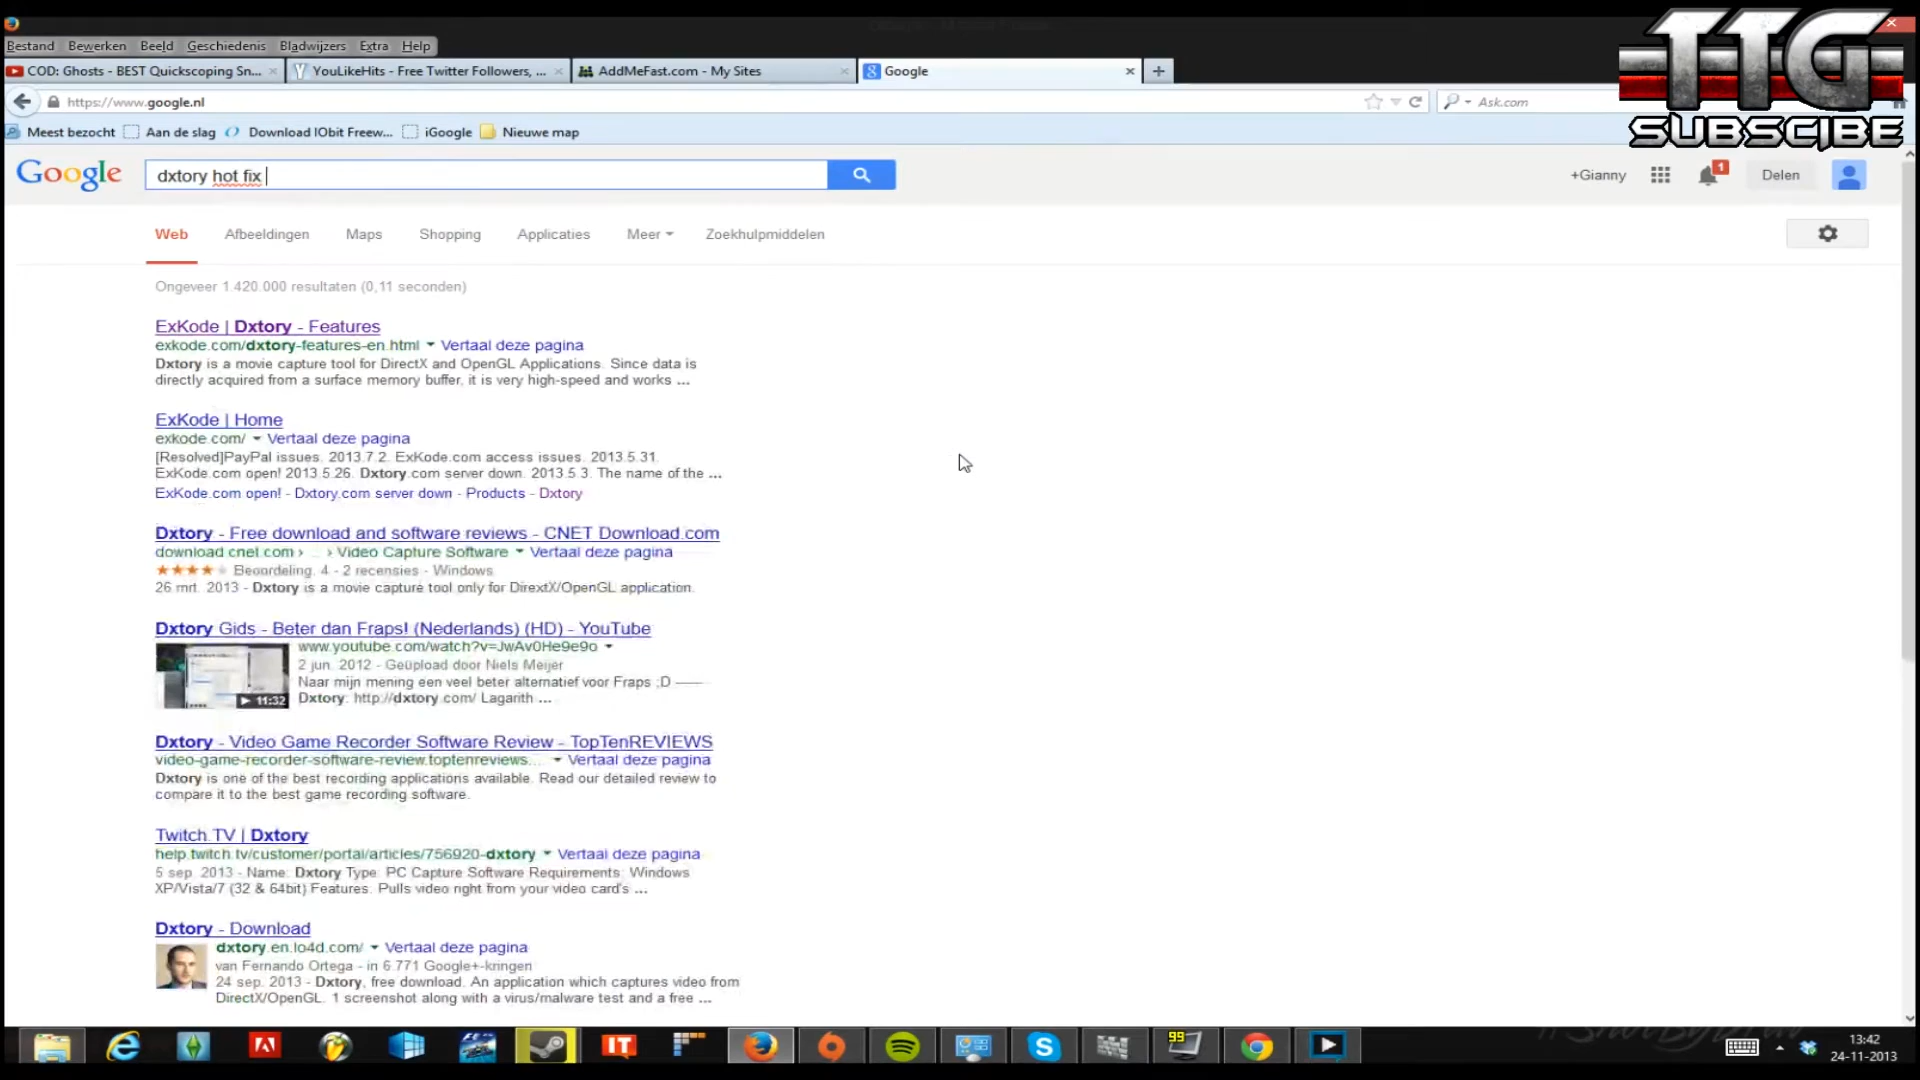 TTG
SUBSCIBE
Bestand Bewerken Beeld Geschiedenis Bladwijzers Extra Help
COD: Ghosts - BEST Quickscoping Sn... YouLikeHits - Free Twitter Followers, ... AddMeFast.com - My Sites Google
https://www.google.nl Ask.com
Meest bezocht Aan de slag Download IObit Freew... iGoogle Nieuwe map
Google dxtory hot fix +Gianny 1 Delen
Web Afbeeldingen Maps Shopping Applicaties Meer Zoekhulpmiddelen
Ongeveer 1.420.000 resultaten (0,11 seconden)
ExKode | Dxtory - Features
exkode.com/dxtory-features-en.html Vertaal deze pagina
Dxtory is a movie capture tool for DirectX and OpenGL Applications. Since data is
directly acquired from a surface memory buffer, it is very high-speed and works ...
ExKode | Home
exkode.com/ Vertaal deze pagina
[Resolved]PayPal issues. 2013.7.2. ExKode.com access issues. 2013.5.31.
ExKode.com open! 2013.5.26. Dxtory.com server down. 2013.5.3. The name of the ...
ExKode.com open! - Dxtory.com server down - Products - Dxtory
Dxtory - Free download and software reviews - CNET Download.com
download.cnet.com › ... › Video Capture Software Vertaal deze pagina
Beoordeling: 4 - 2 recensies - Windows
26 mrt. 2013 - Dxtory is a movie capture tool only for DirextX/OpenGL application.
Dxtory Gids - Beter dan Fraps! (Nederlands) (HD) - YouTube
www.youtube.com/watch?v=JwAv0He9e9o
2 jun. 2012 - Geüpload door Niels Meijer
Naar mijn mening een veel beter alternatief voor Fraps ;D ——
11:32 Dxtory: http://dxtory.com/ Lagarith ...
Dxtory - Video Game Recorder Software Review - TopTenREVIEWS
video-game-recorder-software-review.toptenreviews... Vertaal deze pagina
Dxtory is one of the best recording applications available. Read our detailed review to
compare it to the best game recording software.
Twitch.TV | Dxtory
help.twitch.tv/customer/portal/articles/756920-dxtory Vertaal deze pagina
5 sep. 2013 - Name: Dxtory Type: PC Capture Software Requirements: Windows
XP/Vista/7 (32 & 64bit) Features: Pulls video right from your video card's ...
Dxtory - Download
dxtory.en.lo4d.com/ Vertaal deze pagina
van Fernando Ortega - in 6.771 Google+-kringen
24 sep. 2013 - Dxtory, free download. An application which captures video from
DirectX/OpenGL. 1 screenshot along with a virus/malware test and a free ...
IT 99 13:42
24-11-2013